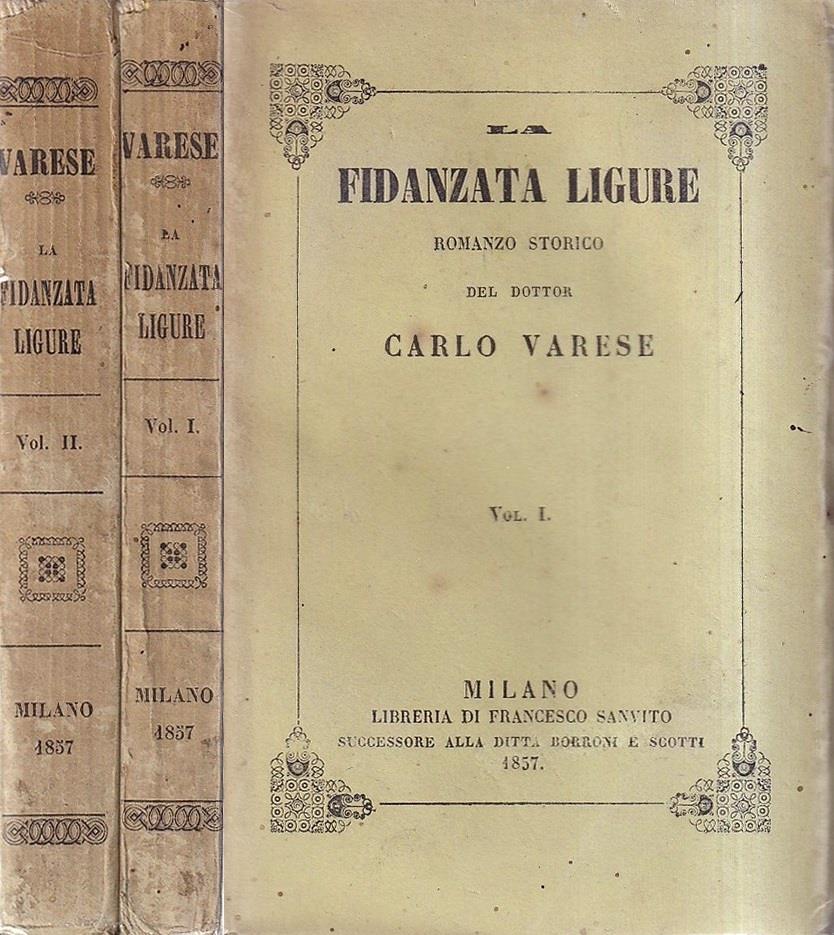 VARESE
LA
FIDANZATA
LIGURE
Vol. II.
MILANO
1857
VARESE
LA
FIDANZATA
LIGURE
Vol. I.
MILANO
1857
LA
FIDANZATA LIGURE
ROMANZO STORICO
DEL DOTTOR
CARLO VARESE
VOL. I.
MILANO
LIBRERIA DI FRANCESCO SANVITO
SUCCESSORE ALLA DITTA BORRONI E SCOTTI
1857.